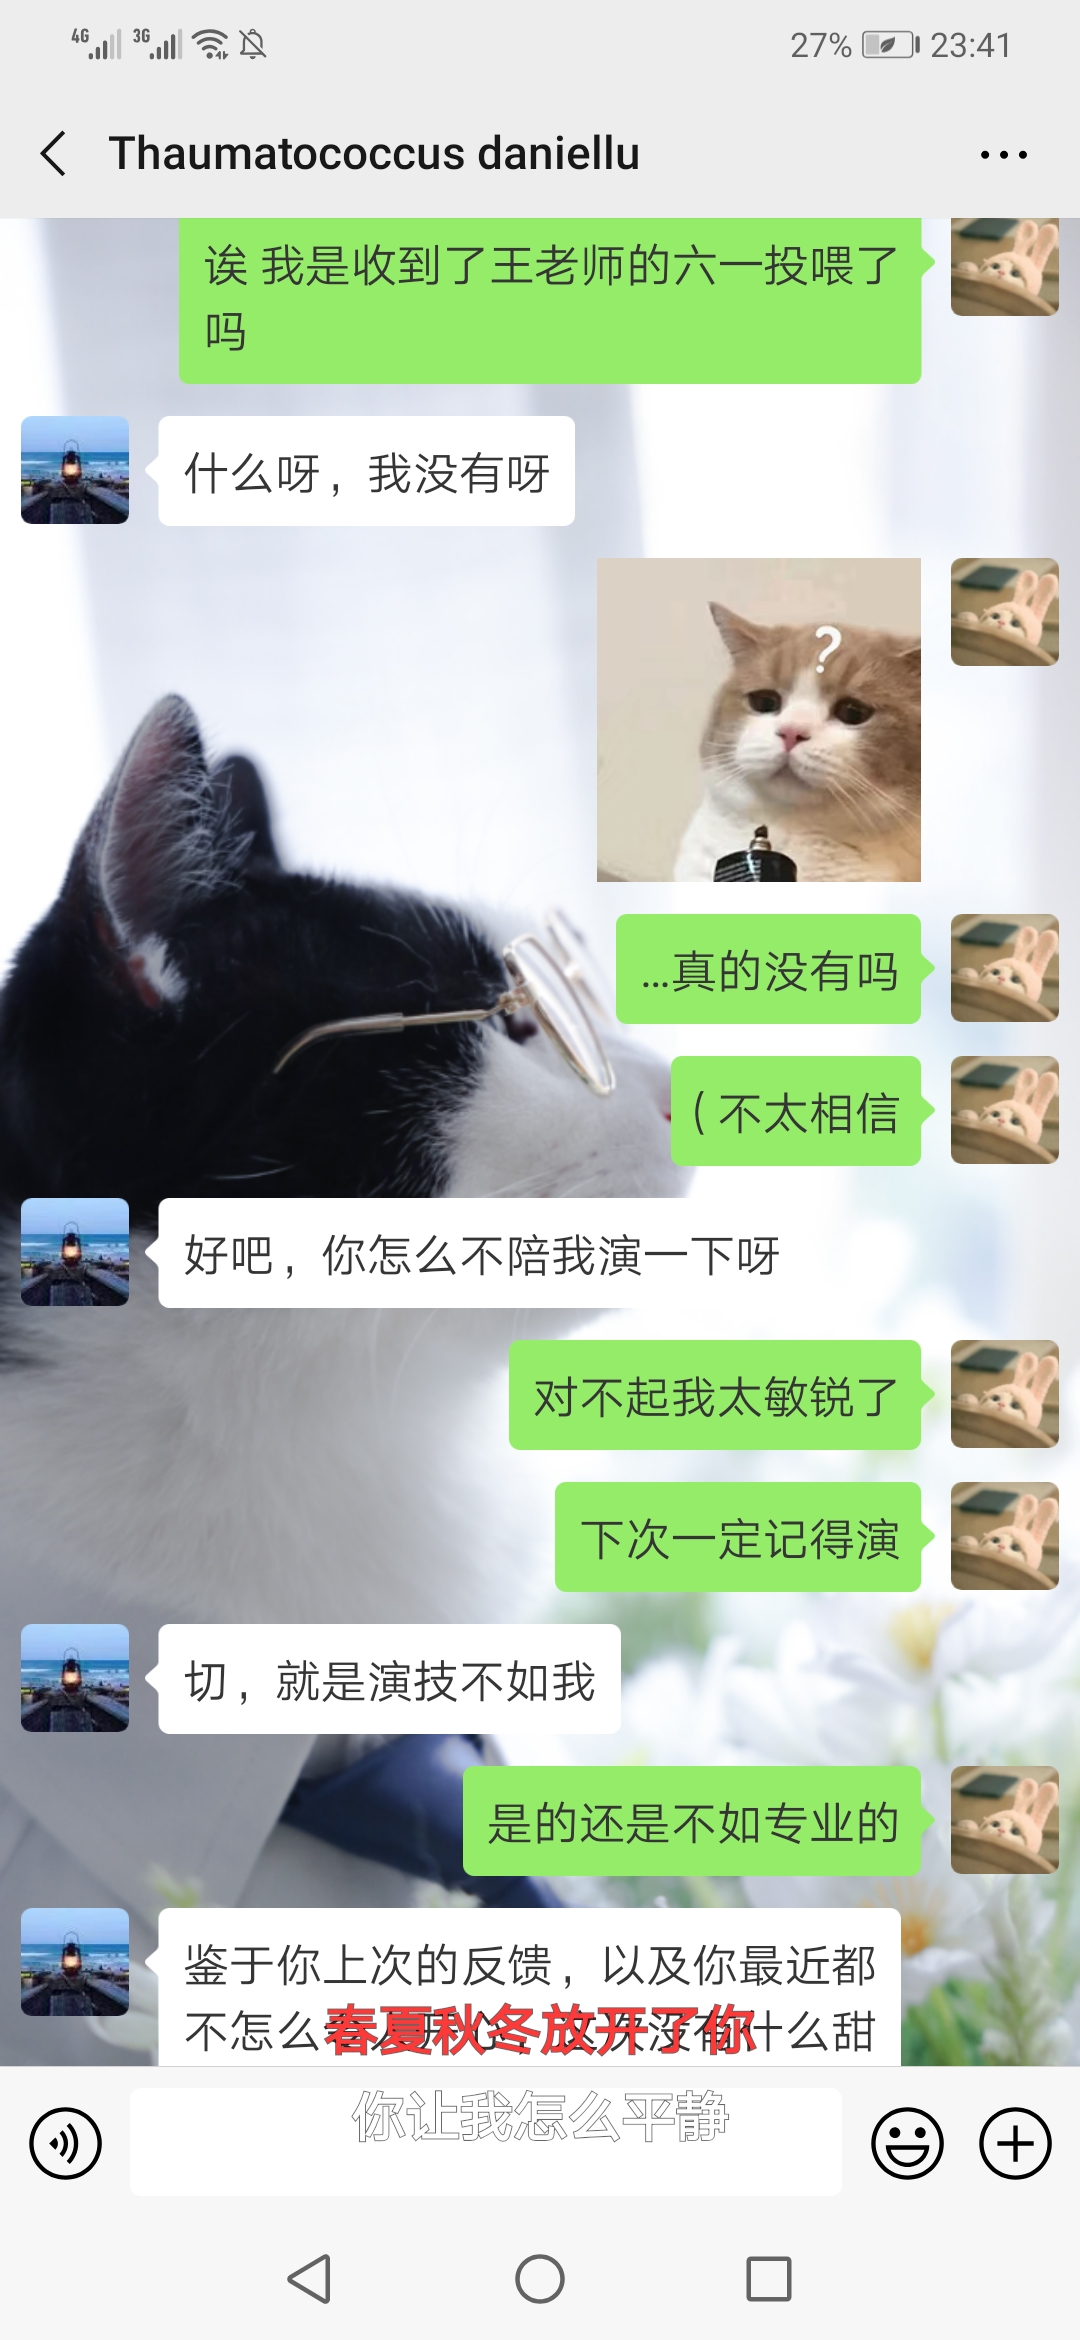 4G 3G 27% 23:41
Thaumatococcus daniellu
诶 我是收到了王老师的六一投喂了
吗
什么呀，我没有呀
?
...真的没有吗
（不太相信
好吧，你怎么不陪我演一下呀
对不起我太敏锐了
下次一定记得演
切，就是演技不如我
是的还是不如专业的
鉴于你上次的反馈，以及你最近都
不怎么 什么甜
春夏秋冬放开了你
你让我怎么平静